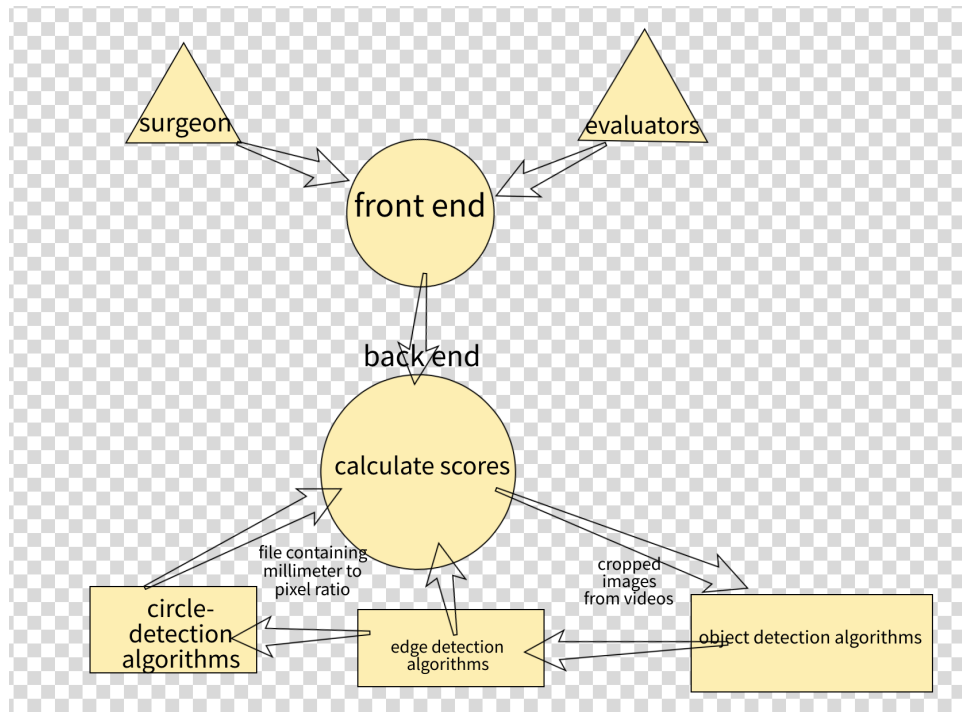 surgeon
evaluators
front end
back end
calculate scores
file containing
millimeter to
pixel ratio
cropped
images
from videos
circle-
detection
algorithms
edge detection
algorithms
object detection algorithms